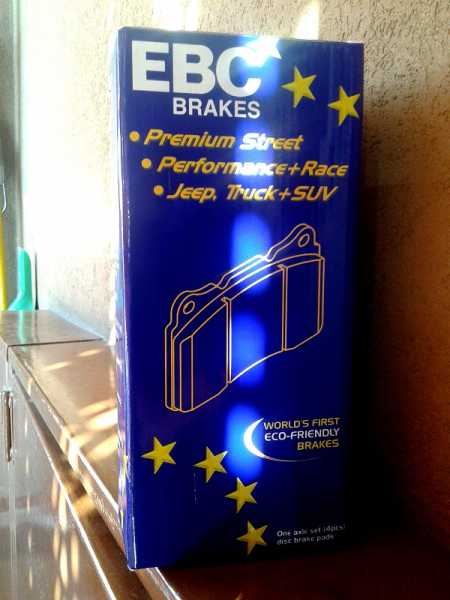 EBC
BRAKES
• Premium Street
• Performance+Race
• Jeep, Truck+SUV
WORLD'S FIRST
ECO-FRIENDLY
BRAKES
One axle set (4pcs)
disc brake pads